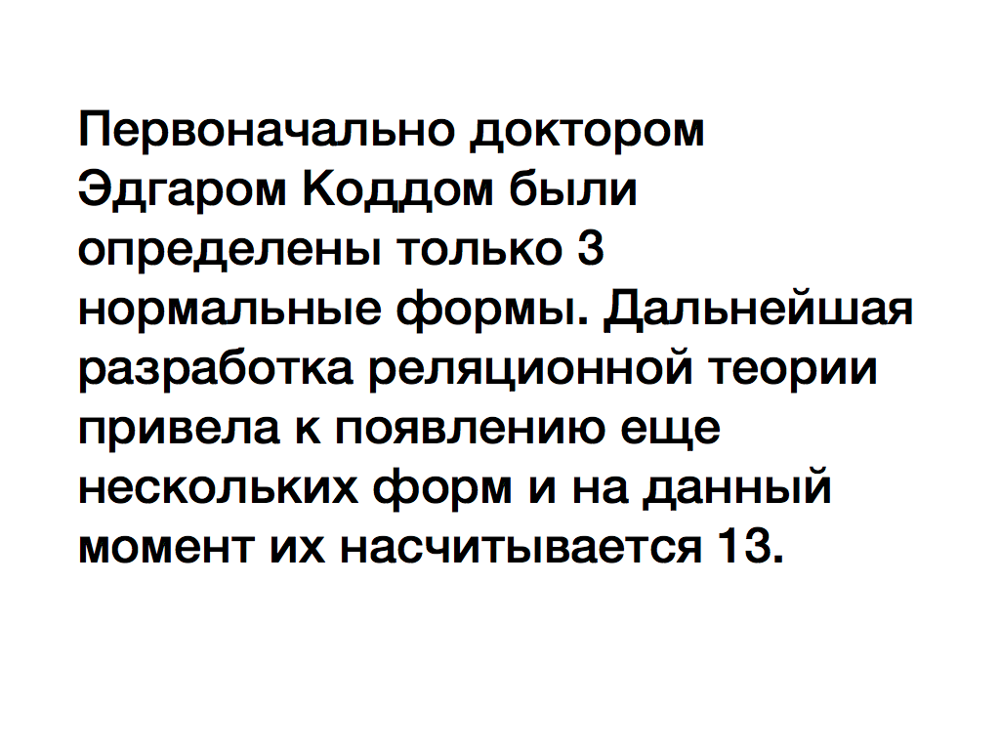 Первоначально доктором
Эдгаром Коддом были
определены только 3
нормальные формы. Дальнейшая
разработка реляционной теории
привела к появлению еще
нескольких форм и на данный
момент их насчитывается 13.